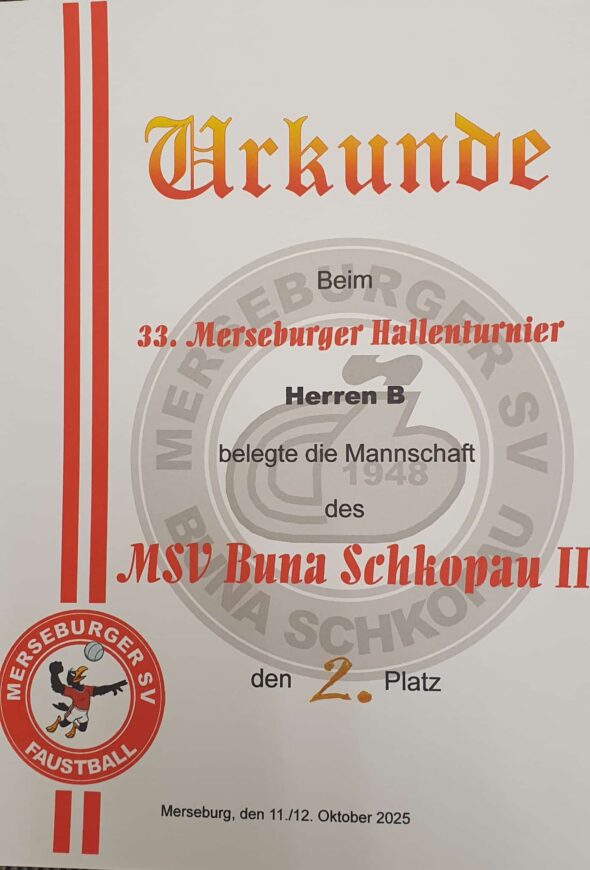 Urkunde
Beim
33. Merseburger Hallenturnier
Herren B
belegte die Mannschaft
des
MSV Buna Schkopau II
den 2. Platz
MERSEBURGER SV
BUNA SCHKOPAU
1948
MERSEBURGER SV
FAUSTBALL
Merseburg, den 11./12. Oktober 2025